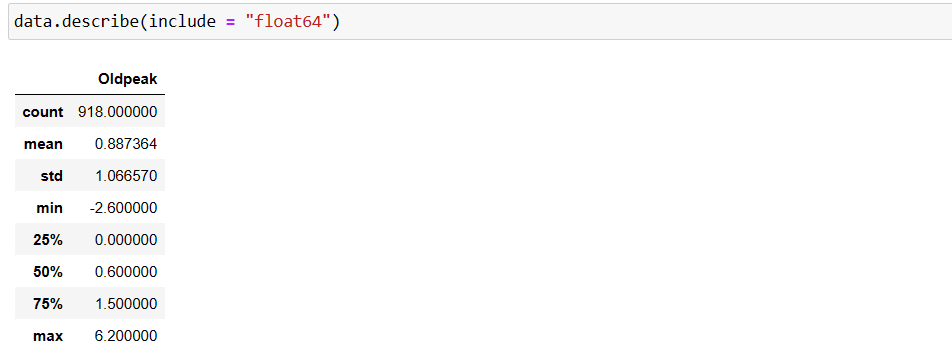 data.describe(include = "float64")
Oldpeak
count 918.000000
mean 0.887364
std 1.066570
min -2.600000
25% 0.000000
50% 0.600000
75% 1.500000
max 6.200000